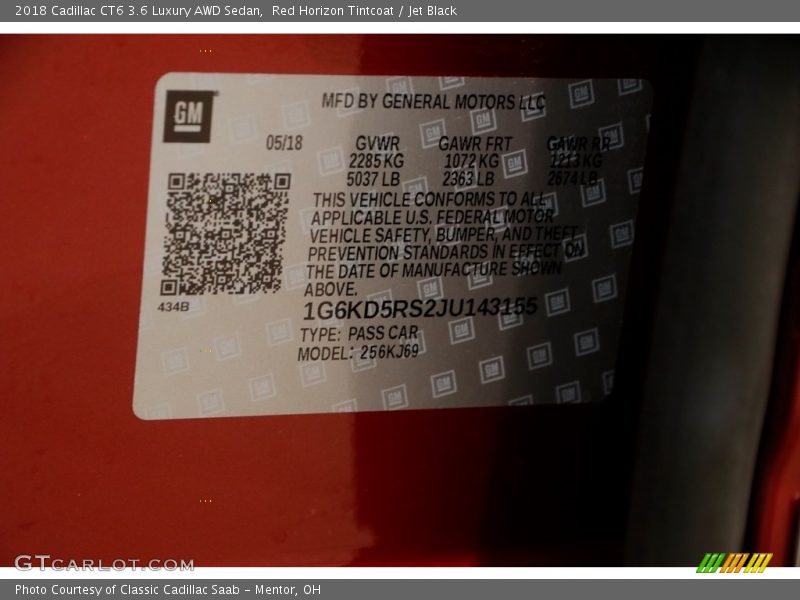 2018 Cadillac CT6 3.6 Luxury AWD Sedan,  Red Horizon Tintcoat / Jet Black
GM
MFD BY GENERAL MOTORS LLC
05/18 GVWR GAWR FRT GAWR RR
2285 KG 1072 KG 1213 KG
5037 LB 2363 LB 2674 LB
THIS VEHICLE CONFORMS TO ALL
APPLICABLE U.S. FEDERAL MOTOR
VEHICLE SAFETY, BUMPER, AND THEFT
PREVENTION STANDARDS IN EFFECT ON
THE DATE OF MANUFACTURE SHOWN
ABOVE.
434B
1G6KD5RS2JU143155
TYPE: PASS CAR
MODEL: 256KJ69
GTCARLOT.COM
Photo Courtesy of Classic Cadillac Saab - Mentor, OH